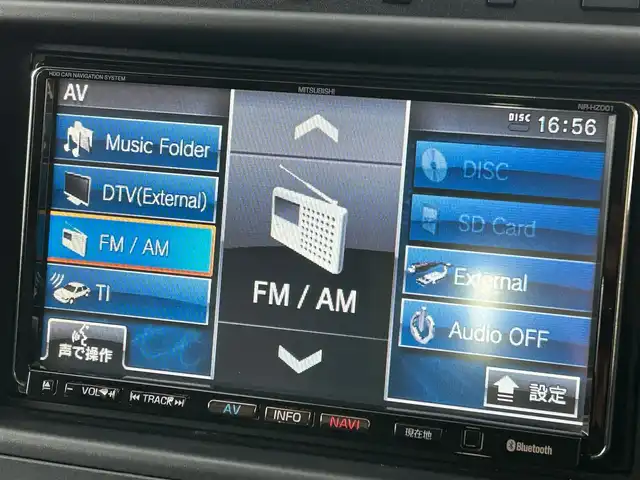 HDD CAR NAVIGATION SYSTEM
MITSUBISHI
NR-HZ001
AV
DISC
16:56
Music Folder
DTV(External)
FM / AM
TI
声で操作
FM / AM
DISC
SD Card
External
Audio OFF
設定
VOL
TRACK
AV
INFO
NAVI
現在地
Bluetooth